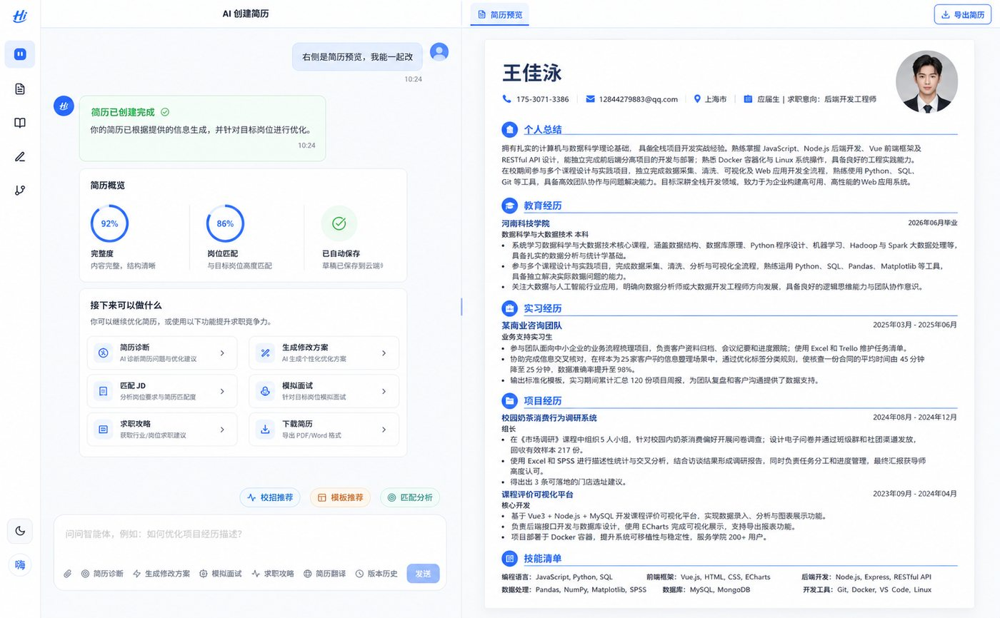 Hi
AI 创建简历
右侧是简历预览，我能一起改
10:24
Hi
简历已创建完成
你的简历已根据提供的信息生成，并针对目标岗位进行优化。
10:24
简历概览
92%
86%
完整度
岗位匹配
已自动保存
内容完整，结构清晰
与目标岗位高度匹配
草稿已保存到云端
接下来可以做什么
你可以继续优化简历，或使用以下功能提升求职竞争力。
简历诊断
AI 诊断简历问题与优化建议
生成修改方案
AI 生成个性化优化方案
匹配 JD
分析岗位要求与简历匹配度
模拟面试
针对目标岗位模拟面试
求职攻略
获取行业/岗位求职建议
下载简历
导出 PDF/Word 格式
校招推荐
模板推荐
匹配分析
问问智能体，例如：如何优化项目经历描述？
简历诊断
生成修改方案
模拟面试
求职攻略
简历翻译
版本历史
发送
嗨
简历预览
导出简历
王佳泳
175-3071-3386
12844279883@qq.com
上海市
应届生 | 求职意向：后端开发工程师
个人总结
拥有扎实的计算机与数据科学理论基础， 具备全栈项目开发实战经验。熟练掌握 JavaScript、Node.js 后端开发、Vue 前端框架及
RESTful API 设计，能独立完成前后端分高项目的开发与部署；熟悉 Docker 容器化与 Linux 系统操作，具备良好的工程实践能力。
在校期间参与多个课程设计与实践项目，独立完成数据采集、清洗、可视化及 Web 应用开发全流程，熟练使用 Python、 SQL、
Git 等工具，具备高效团队协作与问题解决能力。目标深耕全栈开发领域，致力于为企业构建高可用、高性能的Web应用系统。
教育经历
河南科技学院
2026年06月毕业
数据科学与大数据技术 本科
• 系统学习数据科学与大数据技术核心课程，涵盖数据结构、数据库原理、Python 程序设计、机器学习、Hadoop 与 Spark 大数据处理等，
具备扎实的数据分析与统计学基础。
• 参与多个课程设计与实践项目，完成数据采集、清洗、分析与可视化全流程，熟练运用 Python、SQL、Pandas、Matplotlib 等工具，
具备独立解决实际数据问题的能力。
• 关注大数据与人工智能行业应用，明确向数据分析师或大数据开发工程师方向发展，具备良好的逻辑思维能力与团队协作意识。
实习经历
某商业咨询团队
2025年03月 - 2025年06月
业务支持实习生
• 参与团队面向中小企业的业务流程梳理项目，负责客户资料归档、会议纪要和进度跟踪；使用 Excel 和 Trello 维护任务清单。
• 协助完成信息交叉核对，在样本为25家客户的信息整理场景中，通过优化标签分类规则，使核查一份合同的平均时间由 45 分钟
降至 25 分钟，数据准确率提升至 98%。
• 输出标准化模板，实习期间累计汇总 120 份项目周报，为团队复盘和客户沟通提供了数据支持。
项目经历
校园奶茶消费行为调研系统
2024年08月 - 2024年12月
组长
• 在《市场调研》课程中组织5 人小组，针对校园内奶茶消费偏好开展问卷调查；设计电子问卷并通过班级群和社团渠道发放，
回收有效样本 217 份。
• 使用 Excel 和 SPSS 进行描述性统计与交叉分析，结合访谈结果形成调研报告，同时负责任务分工和进度管理，最终汇报获导师
高度认可。
• 得出出 3 条可落地的门店选址建议。
课程评价可视化平台
2023年09月 - 2024年04月
核心开发
• 基于 Vue3 + Node.js + MySQL 开发课程评价可视化平台，实现数据录入、分析与图表展示功能。
• 负责后端接口开发与数据库设计，使用 ECharts 完成可视化展示，支持导出报表功能。
• 项目部署于 Docker 容器，提升系统可移植性与稳定性，服务学院 200+ 用户。
技能清单
编程语言：JavaScript, Python, SQL
前端框架：Vue.js, HTML, CSS, ECharts
后端开发：Node.js, Express, RESTful API
数据处理：Pandas, NumPy, Matplotlib, SPSS
数据库：MySQL, MongoDB
开发工具：Git, Docker, VS Code, Linux